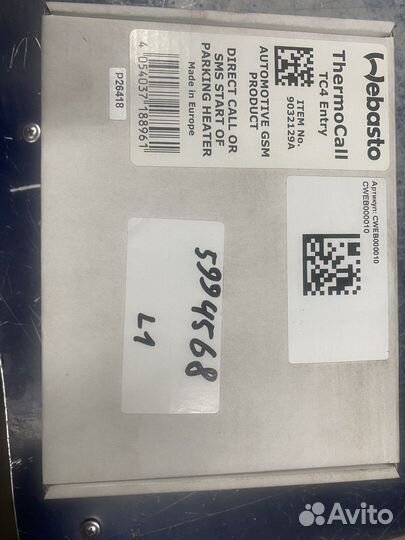 Webasto
ThermoCall
TC4 Entry
ITEM No.
9032129A
AUTOMOTIVE GSM
PRODUCT
DIRECT CALL OR
SMS START OF
PARKING HEATER
Made in Europe
4 054037 188961
P26418
Артикул: CWEB000010
CWEB000010
5994568
L1
Avito